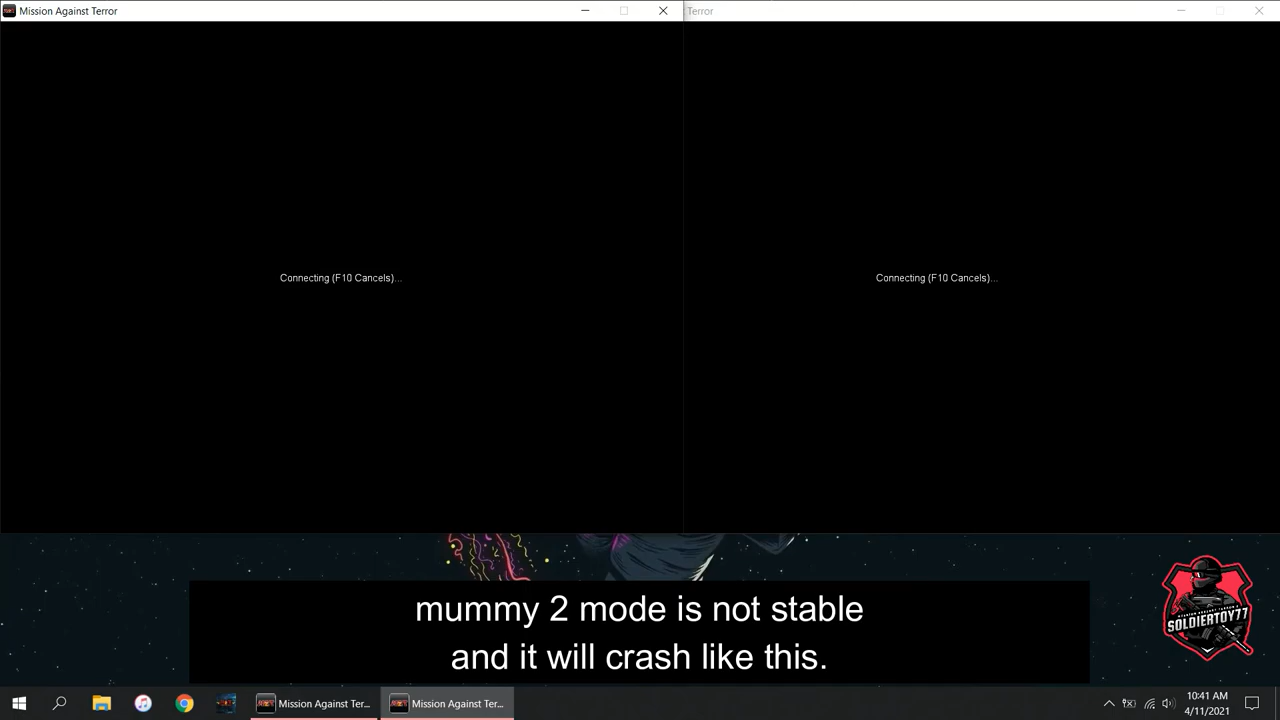 Mission Against Terror
Terror
Connecting (F10 Cancels)...
Connecting (F10 Cancels)...
mummy 2 mode is not stable
and it will crash like this.
SOLDIERTOY77
Mission Against Ter...
Mission Against Ter...
10:41 AM
4/11/2021